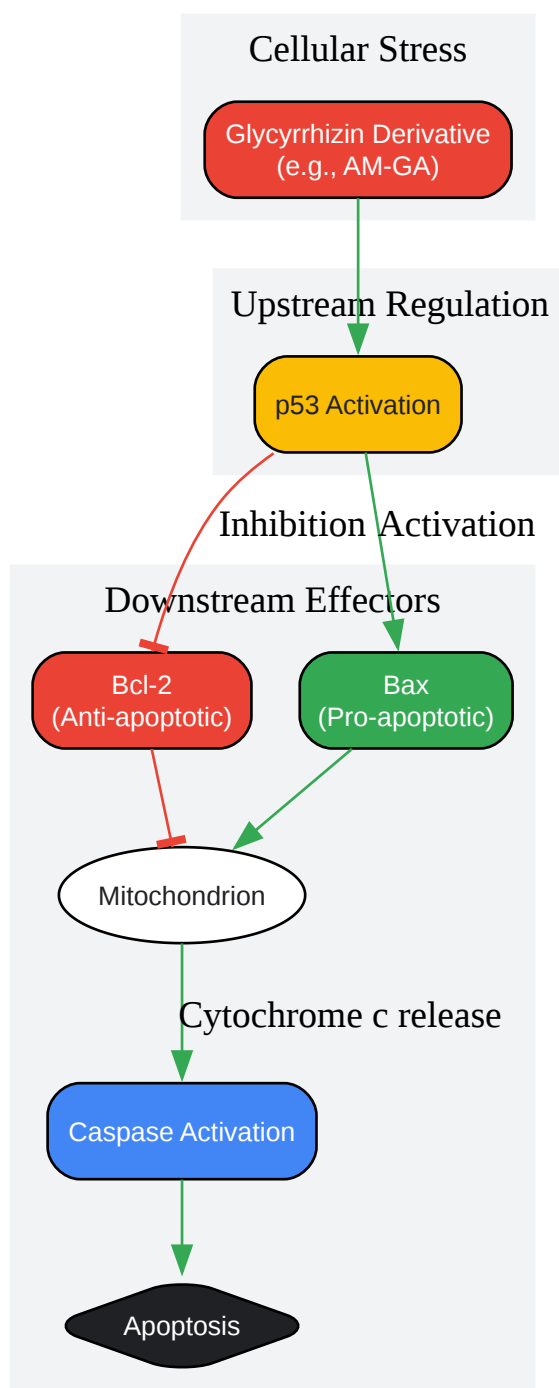 Cellular Stress
Glycyrrhizin Derivative
(e.g., AM-GA)
Upstream Regulation
p53 Activation
Inhibition
Activation
Downstream Effectors
Bcl-2
(Anti-apoptotic)
Bax
(Pro-apoptotic)
Mitochondrion
Cytochrome c release
Caspase Activation
Apoptosis